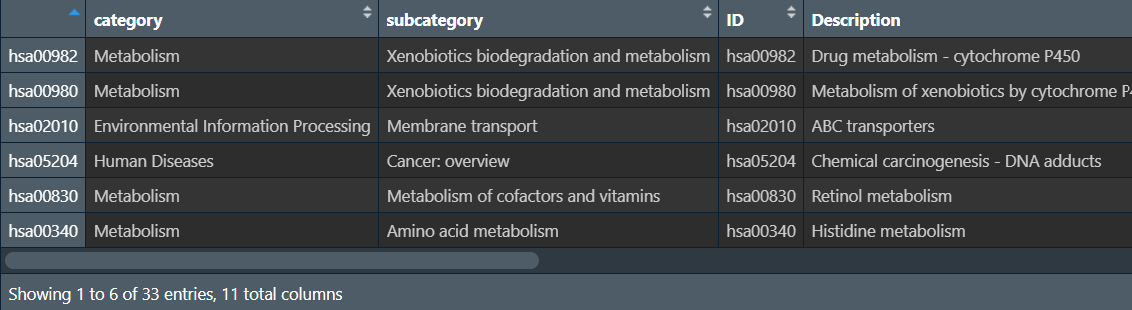 category subcategory ID Description
hsa00982 Metabolism Xenobiotics biodegradation and metabolism hsa00982 Drug metabolism - cytochrome P450
hsa00980 Metabolism Xenobiotics biodegradation and metabolism hsa00980 Metabolism of xenobiotics by cytochrome
hsa02010 Environmental Information Processing Membrane transport hsa02010 ABC transporters
hsa05204 Human Diseases Cancer: overview hsa05204 Chemical carcinogenesis - DNA adducts
hsa00830 Metabolism Metabolism of cofactors and vitamins hsa00830 Retinol metabolism
hsa00340 Metabolism Amino acid metabolism hsa00340 Histidine metabolism
Showing 1 to 6 of 33 entries, 11 total columns